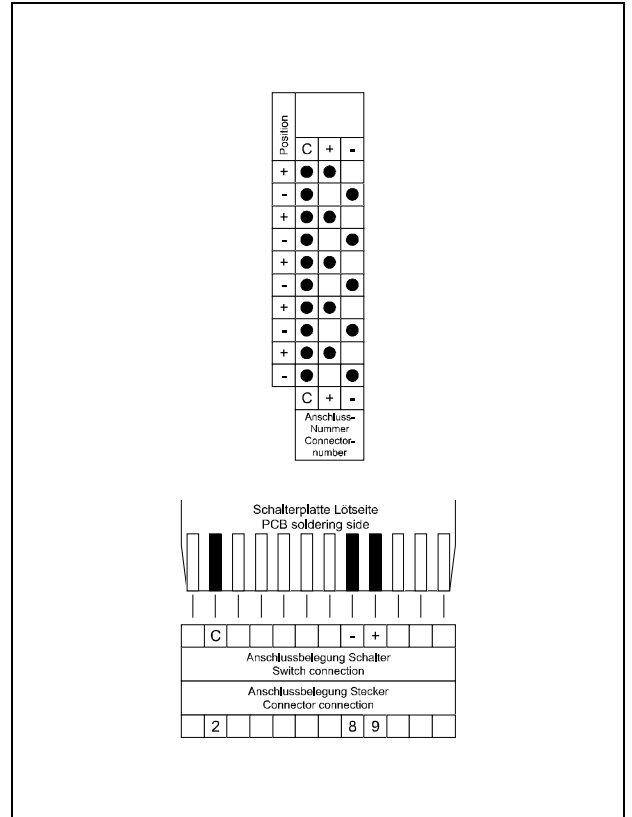 Position
C + -
+
-
+
-
+
-
+
-
+
-
C + -
Anschluss-
Nummer
Connector-
number
Schalterplatte Lötseite
PCB soldering side
C - +
Anschlussbelegung Schalter
Switch connection
Anschlussbelegung Stecker
Connector connection
2 8 9